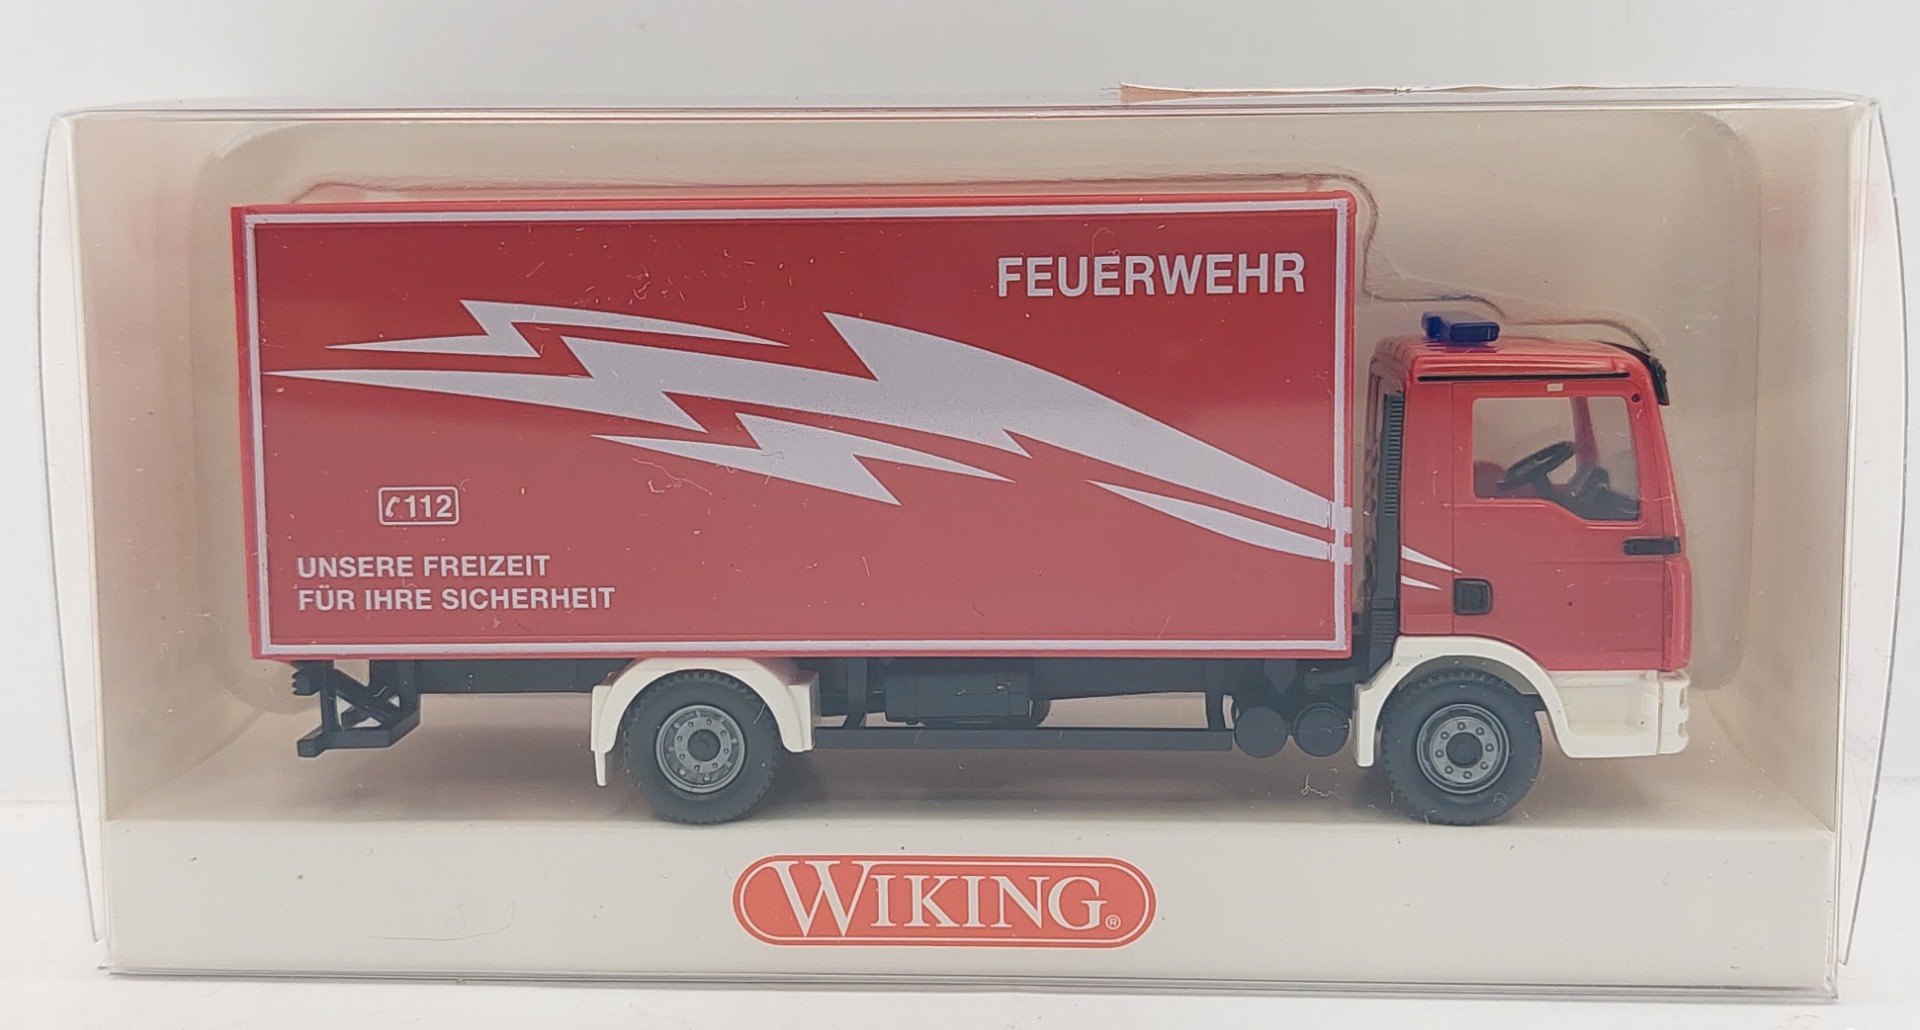 FEUERWEHR
112
UNSERE FREIZEIT
FÜR IHRE SICHERHEIT
WIKING®